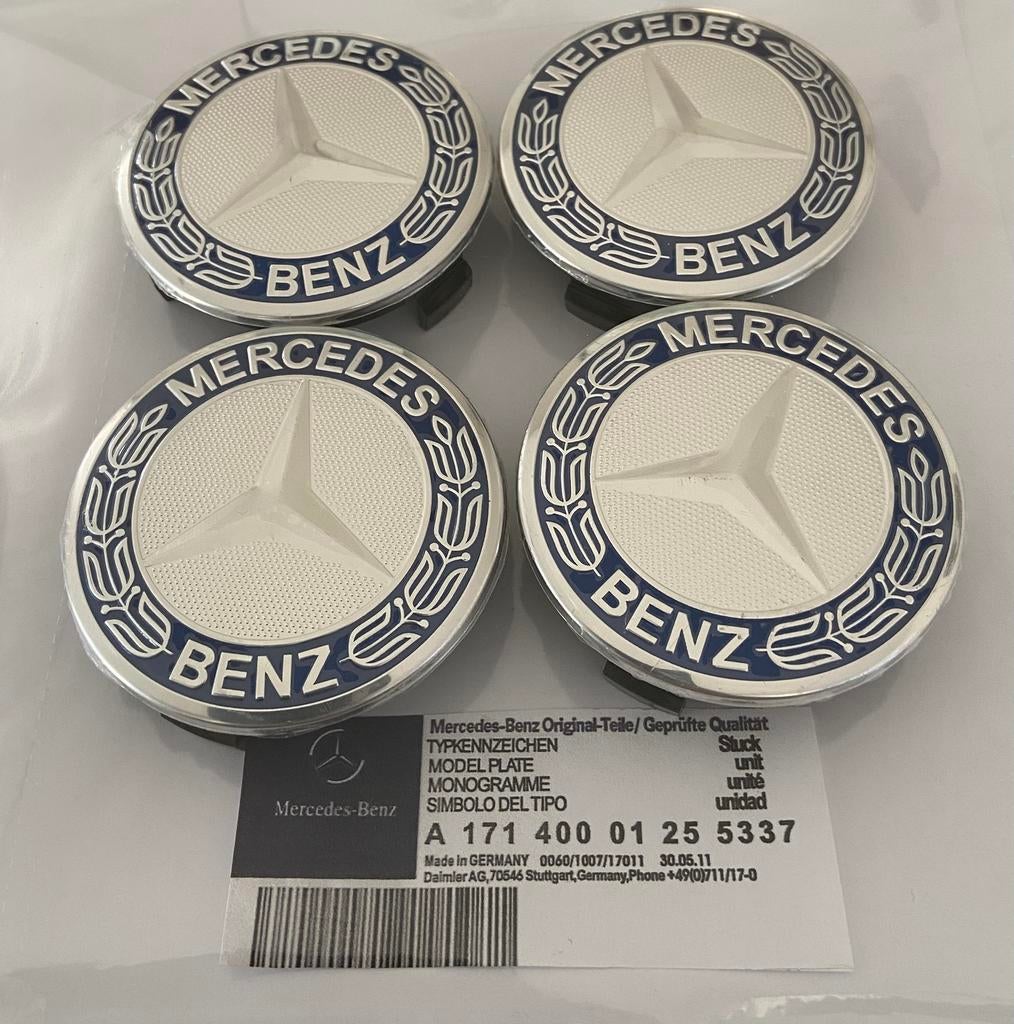 MERCEDES
BENZ
MERCEDES
BENZ
MERCEDES
BENZ
MERCEDES
BENZ
Mercedes-Benz
Mercedes-Benz Original-Teile/ Geprüfte Qualität
TYPKENNZEICHEN Stuck
MODEL PLATE unit
MONOGRAMME unité
SIMBOLO DEL TIPO unidad
A 171 400 01 25 5337
Made in GERMANY 0060/1007/17011 30.05.11
Daimler AG,70546 Stuttgart,Germany,Phone +49(0)711/17-0